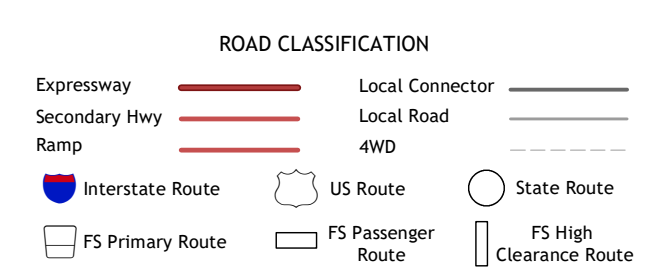 ROAD CLASSIFICATION
Expressway
Local Connector
Secondary Hwy
Local Road
Ramp
4WD
Interstate Route
US Route
State Route
FS Primary Route
FS Passenger
Route
FS High
Clearance Route